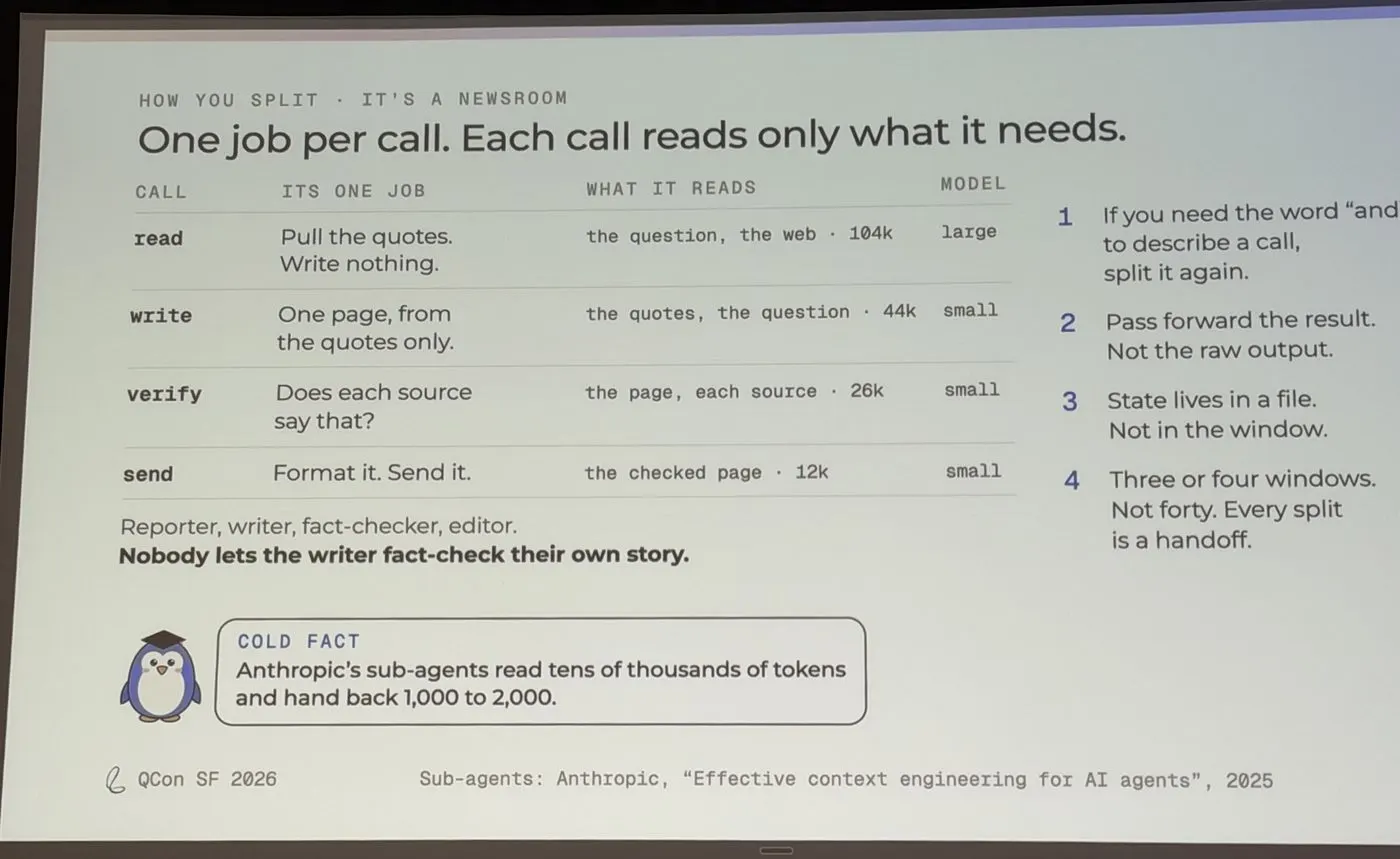 HOW YOU SPLIT · IT'S A NEWSROOM
One job per call. Each call reads only what it needs.
CALL ITS ONE JOB WHAT IT READS MODEL
read Pull the quotes. the question, the web · 104k large
Write nothing.
write One page, from the quotes, the question · 44k small
the quotes only.
verify Does each source the page, each source · 26k small
say that?
send Format it. Send it. the checked page · 12k small
Reporter, writer, fact-checker, editor.
Nobody lets the writer fact-check their own story.
1 If you need the word “and
to describe a call,
split it again.
2 Pass forward the result.
Not the raw output.
3 State lives in a file.
Not in the window.
4 Three or four windows.
Not forty. Every split
is a handoff.
COLD FACT
Anthropic's sub-agents read tens of thousands of tokens
and hand back 1,000 to 2,000.
QCon SF 2026
Sub-agents: Anthropic, “Effective context engineering for AI agents”, 2025